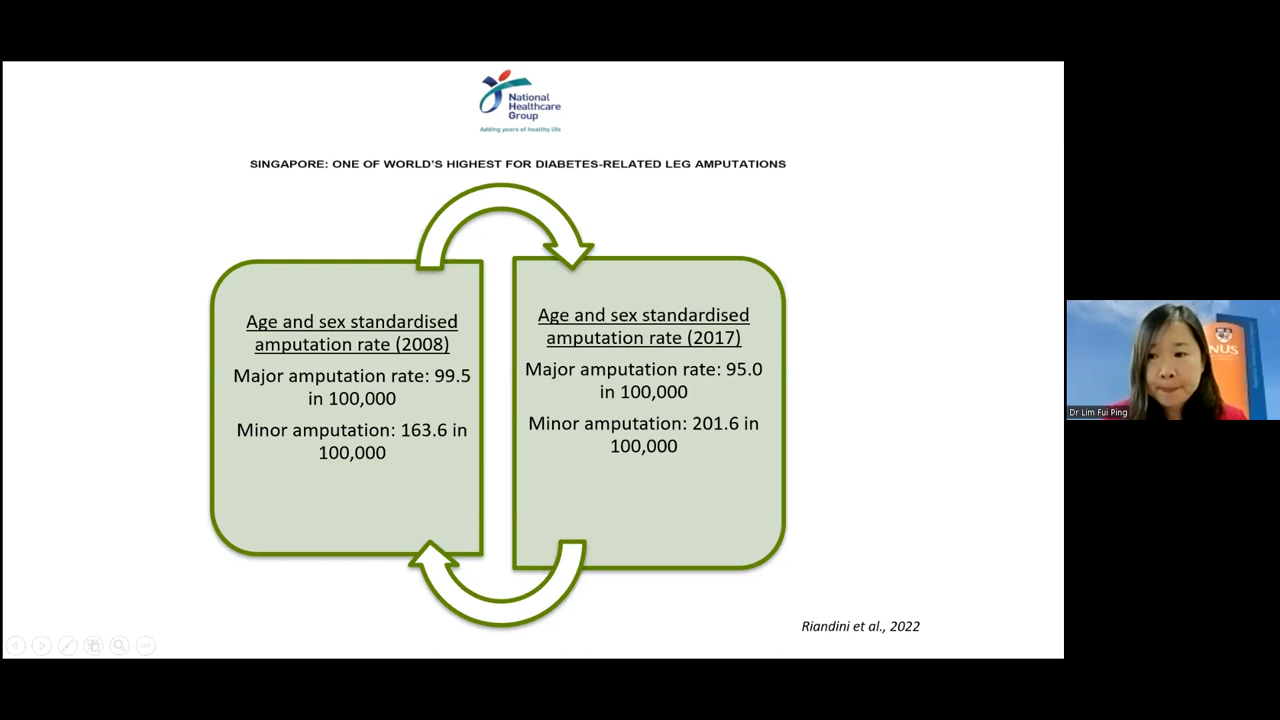 National
Healthcare
Group
Adding years of healthy life
SINGAPORE: ONE OF WORLD'S HIGHEST FOR DIABETES-RELATED LEG AMPUTATIONS
Age and sex standardised
amputation rate (2008)
Major amputation rate: 99.5
in 100,000
Minor amputation: 163.6 in
100,000
Age and sex standardised
amputation rate (2017)
Major amputation rate: 95.0
in 100,000
Minor amputation: 201.6 in
100,000
Riandini et al., 2022
NUS
Dr Lim Fui Ping